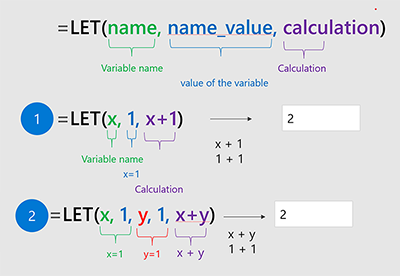 =LET(name, name_value, calculation)
Variable name
Calculation
value of the variable
1 =LET(x, 1, x+1)
2
x + 1
1 + 1
Variable name
x=1
Calculation
2 =LET(x, 1, y, 1, x+y)
2
x + y
1 + 1
x=1 y=1 x + y